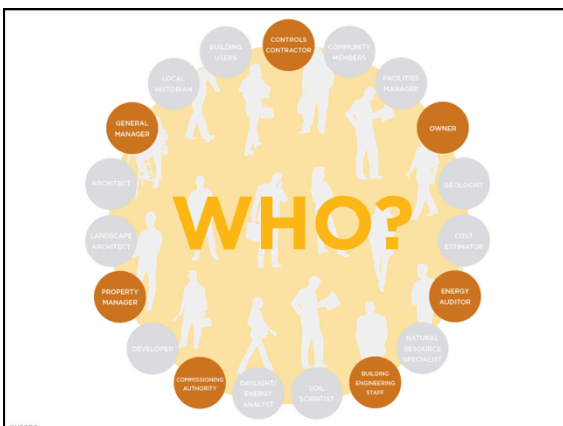 CONTROLS
CONTRACTOR
COMMUNITY
MEMBERS
FACILITIES
MANAGER
OWNER
GEOLOGIST
COST
ESTIMATOR
ENERGY
AUDITOR
NATURAL
RESOURCE
SPECIALIST
BUILDING
ENGINEERING
STAFF
SOIL
SCIENTIST
DAYLIGHT/
ENERGY
ANALYST
COMMISSIONING
AUTHORITY
DEVELOPER
PROPERTY
MANAGER
LANDSCAPE
ARCHITECT
ARCHITECT
GENERAL
MANAGER
LOCAL
HISTORIAN
BUILDING
USERS
WHO?